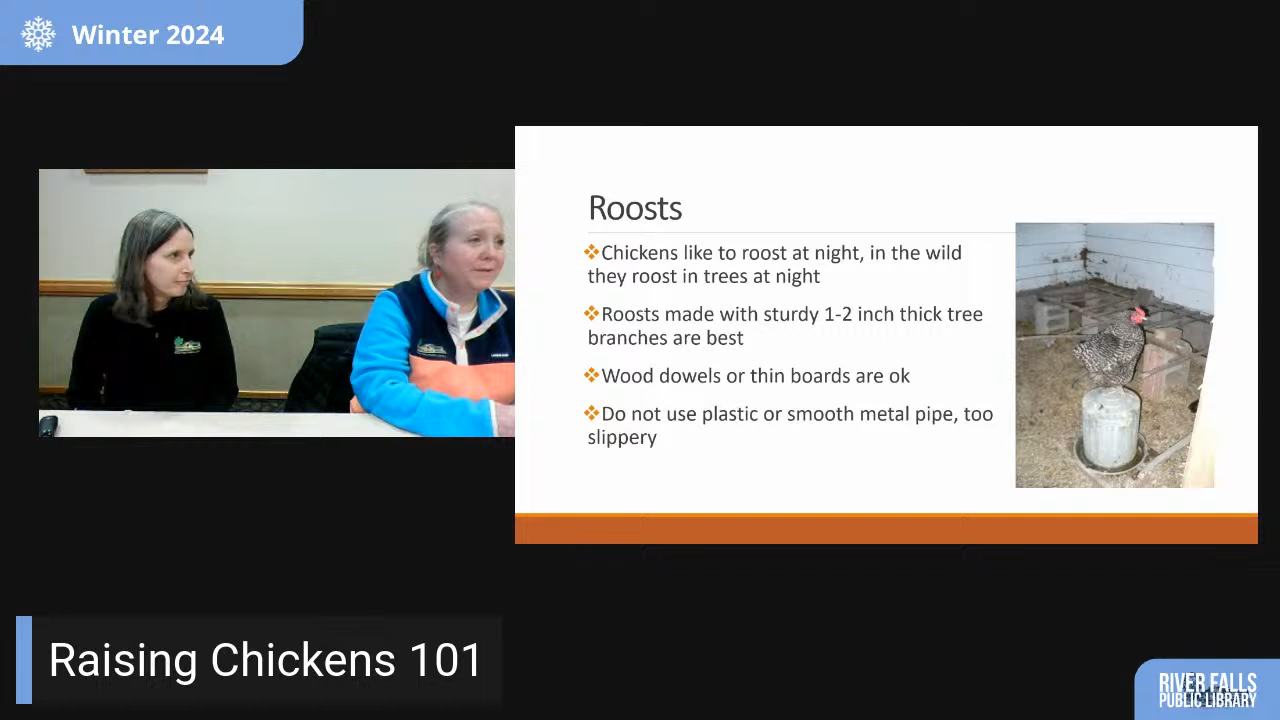 Winter 2024
Roosts
❖Chickens like to roost at night, in the wild
they roost in trees at night
❖Roosts made with sturdy 1-2 inch thick tree
branches are best
❖Wood dowels or thin boards are ok
❖Do not use plastic or smooth metal pipe, too
slippery
Raising Chickens 101
RIVER FALLS
PUBLIC LIBRARY